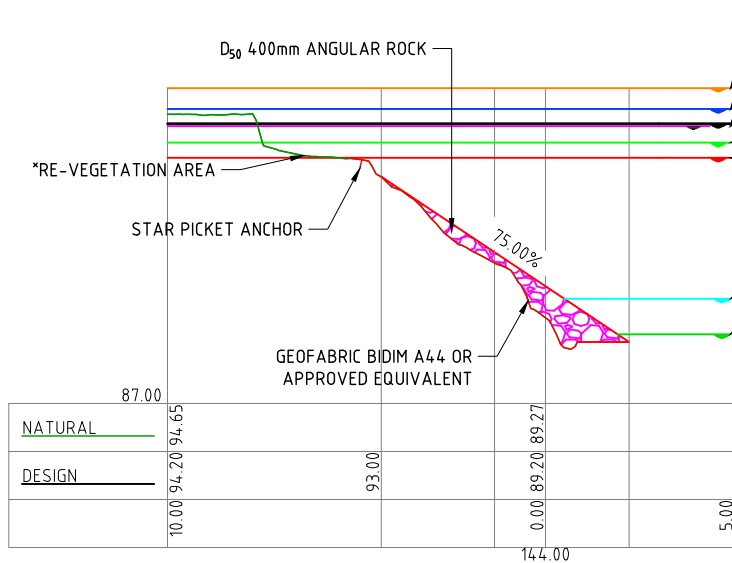 D₅₀ 400mm ANGULAR ROCK
*RE-VEGETATION AREA
STAR PICKET ANCHOR
75.00%
GEOFABRIC BIDIM A44 OR
APPROVED EQUIVALENT
87.00
NATURAL
94.65
89.27
DESIGN
94.20
93.00
89.20
10.00
0.00
5.00
144.00